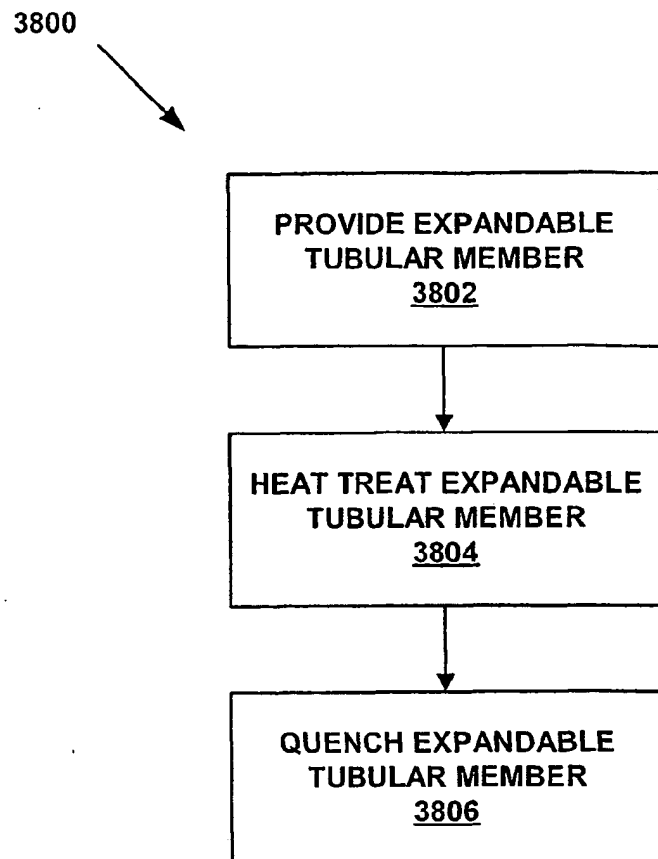 3800
PROVIDE EXPANDABLE
TUBULAR MEMBER
3802
HEAT TREAT EXPANDABLE
TUBULAR MEMBER
3804
QUENCH EXPANDABLE
TUBULAR MEMBER
3806